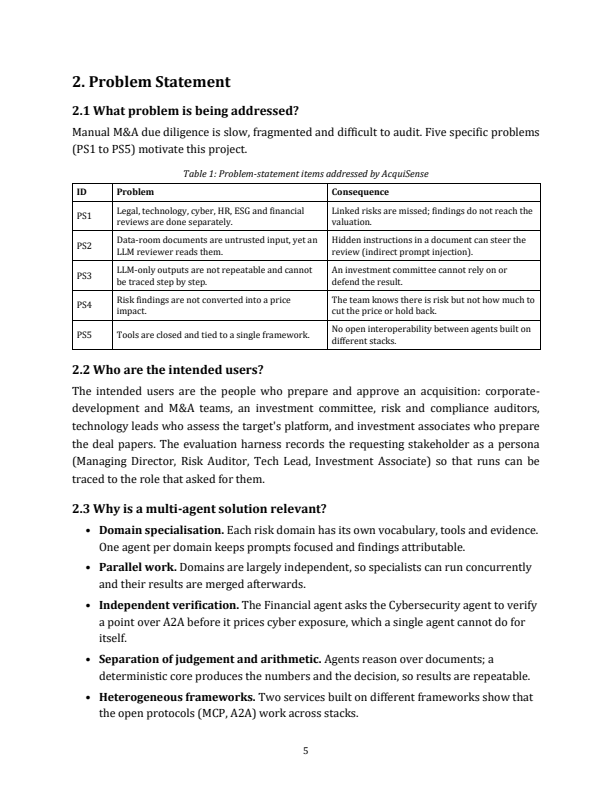 2. Problem Statement
2.1 What problem is being addressed?
Manual M&A due diligence is slow, fragmented and difficult to audit. Five specific problems
(PS1 to PS5) motivate this project.
Table 1: Problem-statement items addressed by AcquiSense
ID Problem Consequence
PS1 Legal, technology, cyber, HR, ESG and financial reviews are done separately. Linked risks are missed; findings do not reach the valuation.
PS2 Data-room documents are untrusted input, yet an LLM reviewer reads them. Hidden instructions in a document can steer the review (indirect prompt injection).
PS3 LLM-only outputs are not repeatable and cannot be traced step by step. An investment committee cannot rely on or defend the result.
PS4 Risk findings are not converted into a price impact. The team knows there is risk but not how much to cut the price or hold back.
PS5 Tools are closed and tied to a single framework. No open interoperability between agents built on different stacks.
2.2 Who are the intended users?
The intended users are the people who prepare and approve an acquisition: corporate-
development and M&A teams, an investment committee, risk and compliance auditors,
technology leads who assess the target's platform, and investment associates who prepare
the deal papers. The evaluation harness records the requesting stakeholder as a persona
(Managing Director, Risk Auditor, Tech Lead, Investment Associate) so that runs can be
traced to the role that asked for them.
2.3 Why is a multi-agent solution relevant?
• Domain specialisation. Each risk domain has its own vocabulary, tools and evidence.
One agent per domain keeps prompts focused and findings attributable.
• Parallel work. Domains are largely independent, so specialists can run concurrently
and their results are merged afterwards.
• Independent verification. The Financial agent asks the Cybersecurity agent to verify
a point over A2A before it prices cyber exposure, which a single agent cannot do for
itself.
• Separation of judgement and arithmetic. Agents reason over documents; a
deterministic core produces the numbers and the decision, so results are repeatable.
• Heterogeneous frameworks. Two services built on different frameworks show that
the open protocols (MCP, A2A) work across stacks.
5